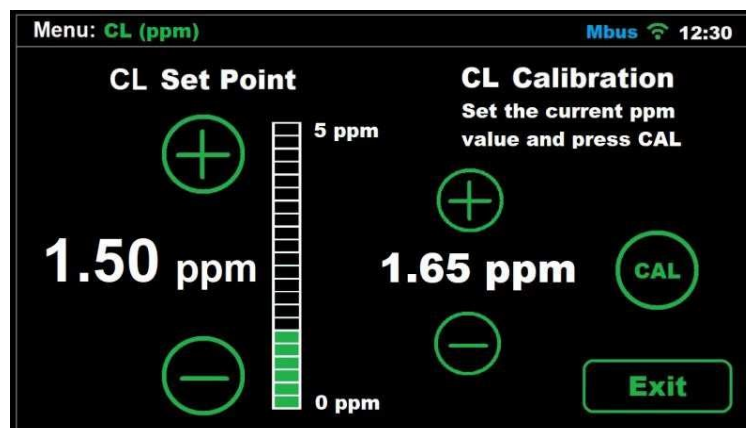 Menu: CL (ppm)
Mbus 12:30
CL Set Point
5 ppm
1.50 ppm
0 ppm
CL Calibration
Set the current ppm
value and press CAL
1.65 ppm
CAL
Exit